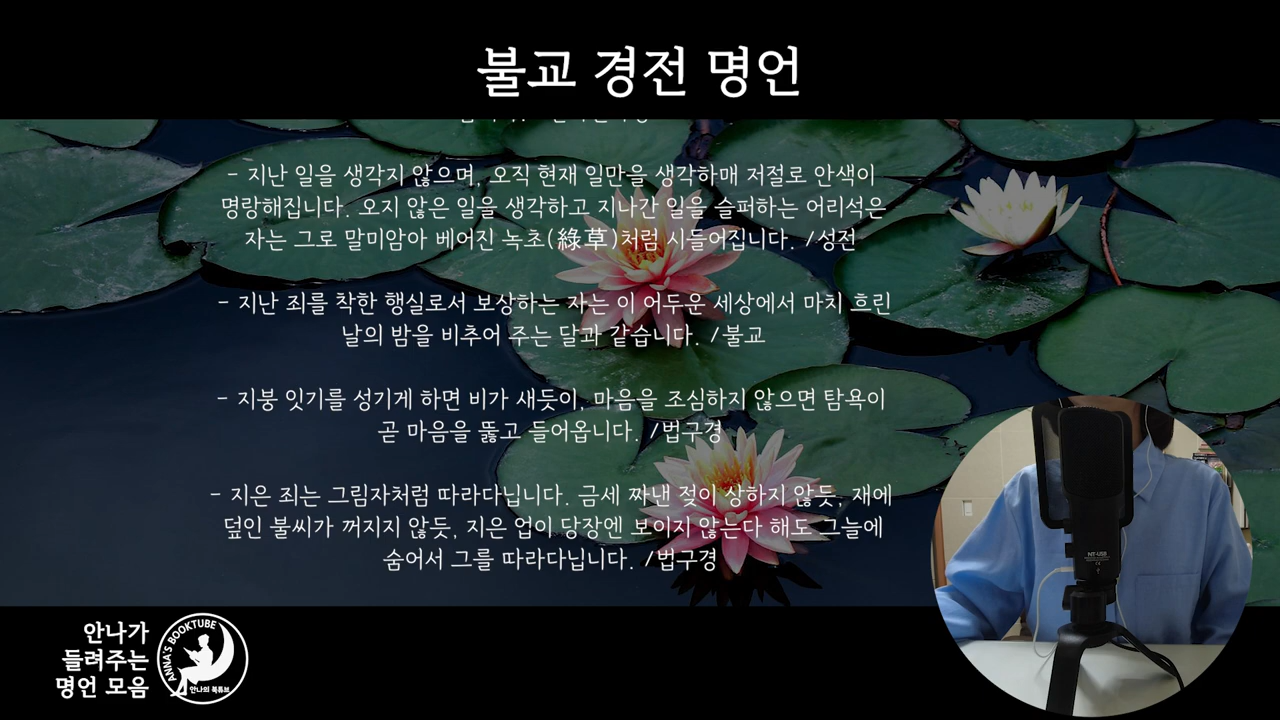 불교 경전 명언
- 지난 일을 생각지 않으며, 오직 현재 일만을 생각하매 저절로 안색이
명랑해집니다. 오지 않은 일을 생각하고 지나간 일을 슬퍼하는 어리석은
자는 그로 말미암아 베어진 녹초(綠草)처럼 시들어집니다. /성전
- 지난 죄를 착한 행실로서 보상하는 자는 이 어두운 세상에서 마치 흐린
날의 밤을 비추어 주는 달과 같습니다. /불교
- 지붕 잇기를 성기게 하면 비가 새듯이, 마음을 조심하지 않으면 탐욕이
곧 마음을 뚫고 들어옵니다. /법구경
- 지은 죄는 그림자처럼 따라다닙니다. 금세 짜낸 젖이 상하지 않듯, 재에
덮인 불씨가 꺼지지 않듯, 지은 업이 당장엔 보이지 않는다 해도 그늘에
숨어서 그를 따라다닙니다. /법구경
NT-USB
안나가
들려주는
명언 모음
ANNA'S BOOKTUBE
안나의 북튜브